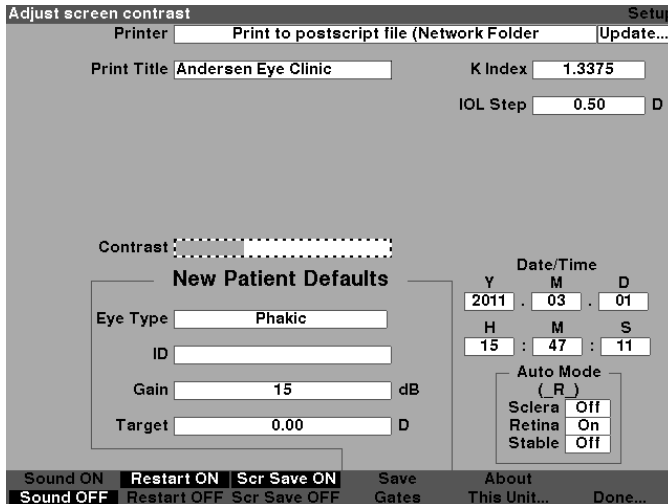 Adjust screen contrast Setup
Printer Print to postscript file (Network Folder Update...
Print Title Andersen Eye Clinic K Index 1.3375
IOL Step 0.50 D
Contrast
Date/Time
New Patient Defaults
Y M D
2011 . 03 . 01
Eye Type Phakic
H M S
15 : 47 : 11
ID
Auto Mode
(_R_)
Gain 15 dB
Sclera Off
Retina On
Target 0.00 D
Stable Off
Sound ON Restart ON Scr Save ON Save About
Sound OFF Restart OFF Scr Save OFF Gates This Unit... Done...